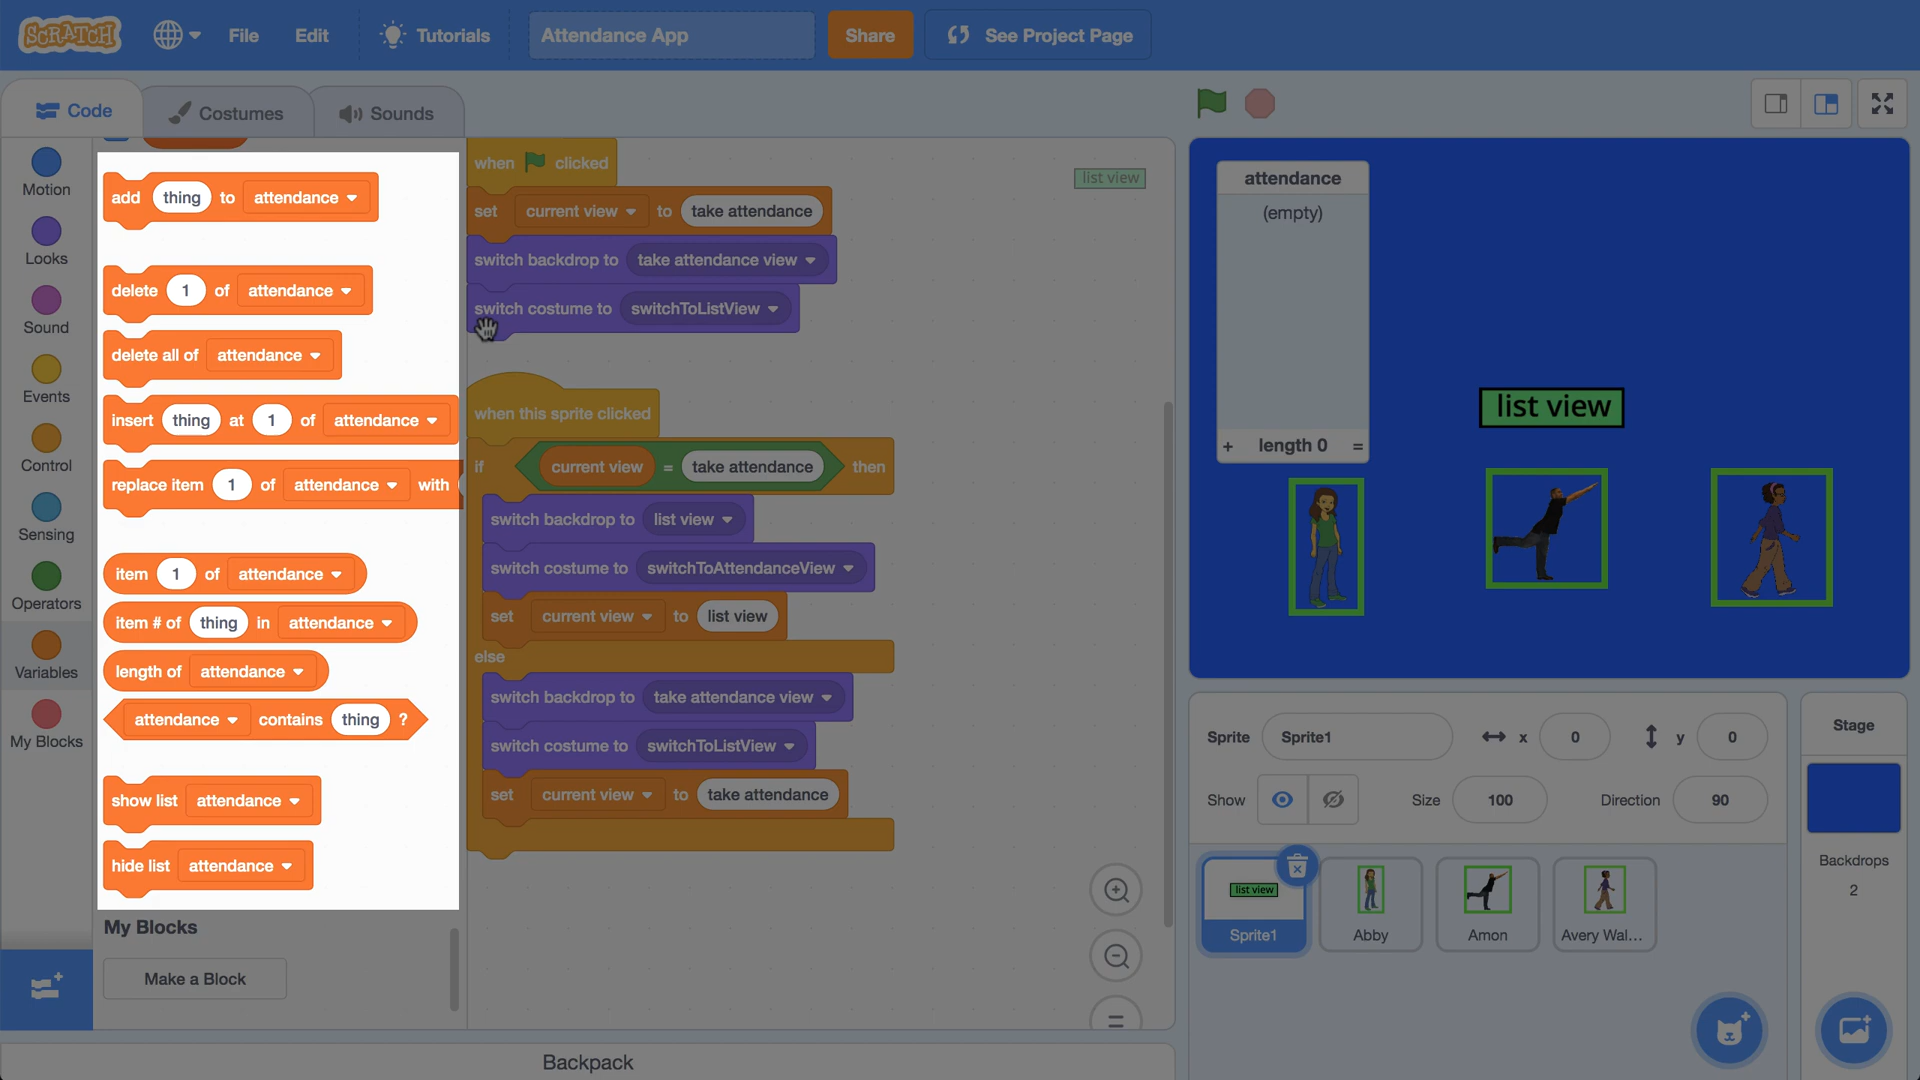 SCRATCH File Edit Tutorials Attendance App Share See Project Page
Code Costumes Sounds
Motion
Looks
Sound
Events
Control
Sensing
Operators
Variables
My Blocks
add thing to attendance
delete 1 of attendance
delete all of attendance
insert thing at 1 of attendance
replace item 1 of attendance with
item 1 of attendance
item # of thing in attendance
length of attendance
attendance contains thing ?
show list attendance
hide list attendance
My Blocks
Make a Block
when clicked
set current view to take attendance
switch backdrop to take attendance view
switch costume to switchToListView
when this sprite clicked
if current view = take attendance then
switch backdrop to list view
switch costume to switchToAttendanceView
set current view to list view
else
switch backdrop to take attendance view
switch costume to switchToListView
set current view to take attendance
list view
Backpack
attendance
(empty)
+ length 0 =
list view
Sprite Sprite1 x 0 y 0
Show Size 100 Direction 90
list view
Sprite1 Abby Amon Avery Wal...
Stage
Backdrops
2